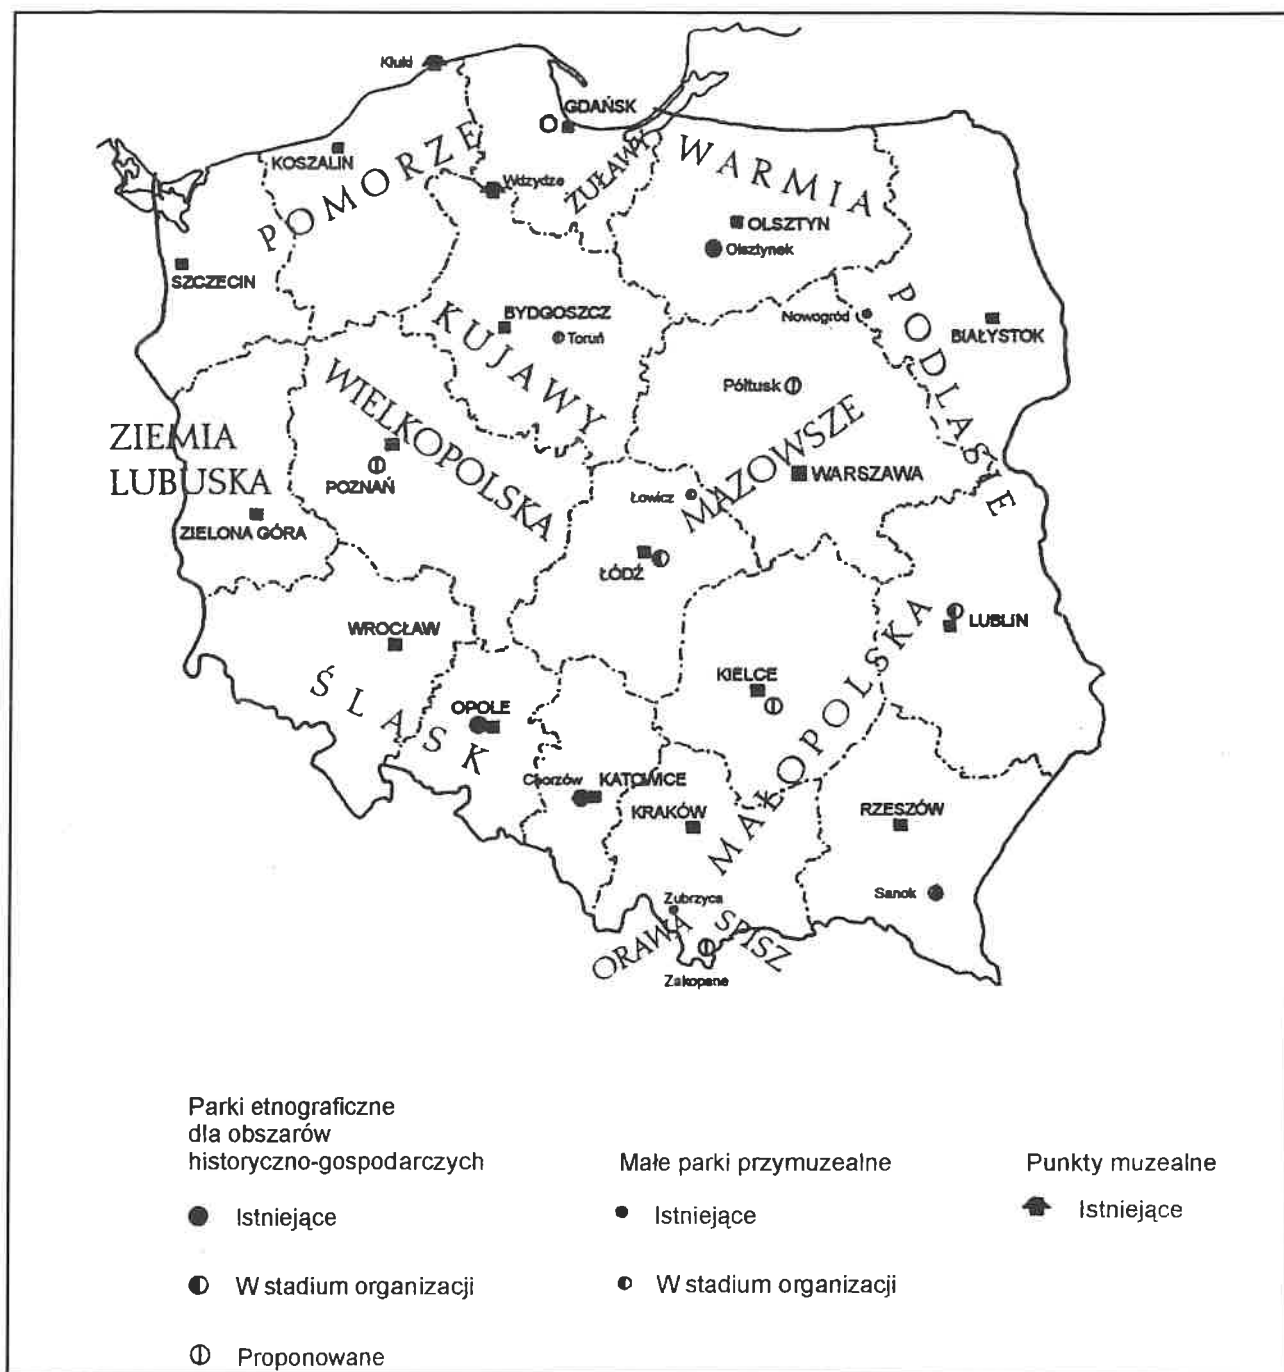 Kluki
GDAŃSK
KOSZALIN
POMORZE
Wdzydze
ŻUŁAWY
WARMIA
OLSZTYN
Olsztynek
SZCZECIN
BYDGOSZCZ
Toruń
KUJAWY
Nowogród
PODLASIE
BIAŁYSTOK
Półtusk
WIELKOPOLSKA
MAZOWSZE
ZIEMIA
LUBUSKA
POZNAŃ
WARSZAWA
Łowicz
ZIELONA GÓRA
ŁÓDŹ
WROCŁAW
LUBLIN
ŚLĄSK
KIELCE
MAŁOPOLSKA
OPOLE
Chorzów
KATOWICE
KRAKÓW
RZESZÓW
Sanok
Zubrzyca
ORAWA
SPISZ
Zakopane
Parki etnograficzne
dla obszarów
historyczno-gospodarczych
Istniejące
W stadium organizacji
Proponowane
Małe parki przymuzealne
Istniejące
W stadium organizacji
Punkty muzealne
Istniejące